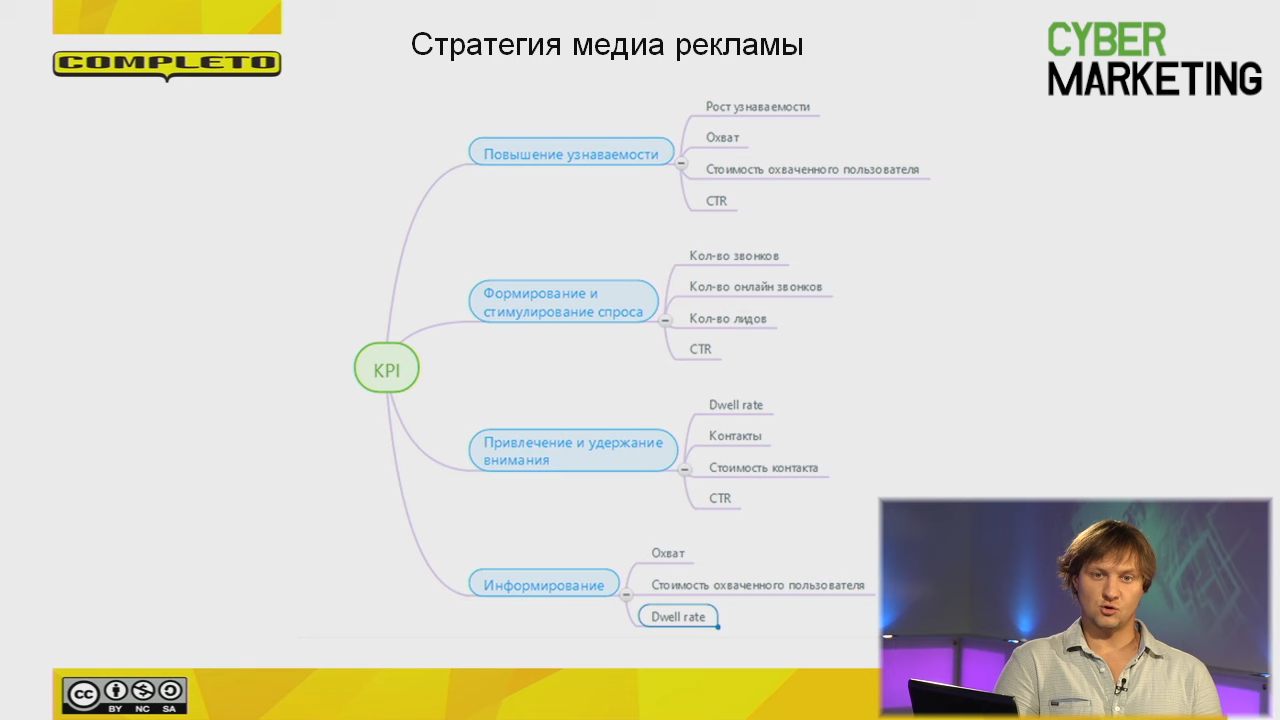 Стратегия медиа рекламы
COMPLETO
CYBER
MARKETING
KPI
Повышение узнаваемости
Рост узнаваемости
Охват
Стоимость охваченного пользователя
CTR
Формирование и
стимулирование спроса
Кол-во звонков
Кол-во онлайн звонков
Кол-во лидов
CTR
Привлечение и удержание
внимания
Dwell rate
Контакты
Стоимость контакта
CTR
Информирование
Охват
Стоимость охваченного пользователя
Dwell rate
cc
BY NC SA